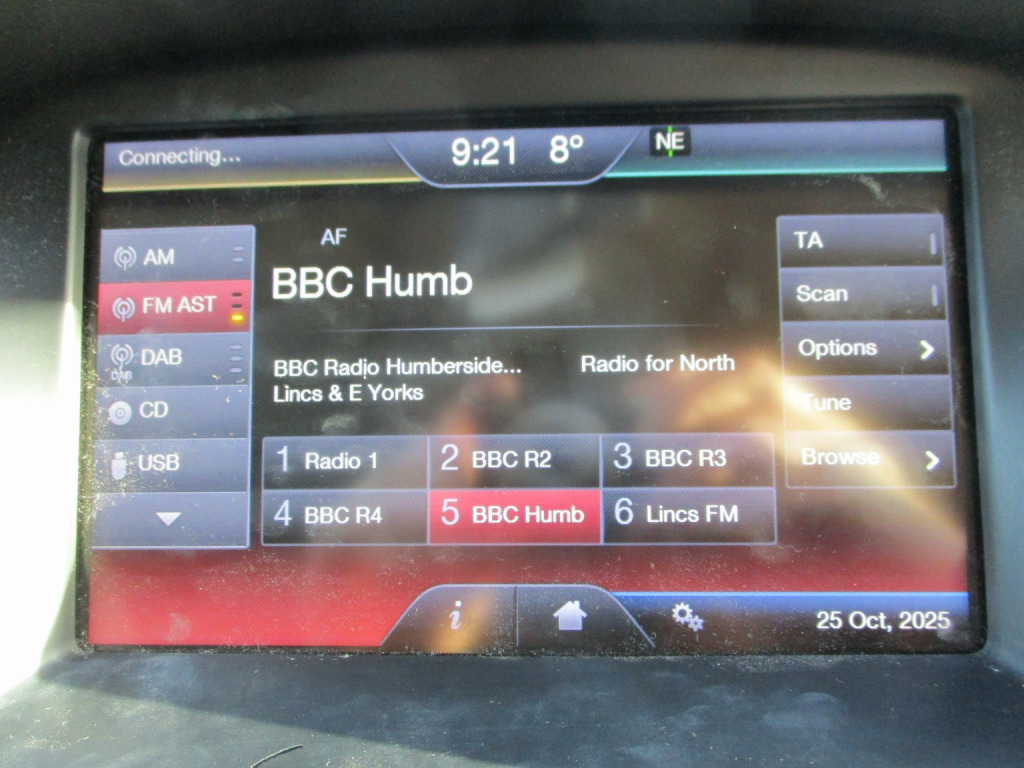 Connecting...
9:21 8°
NE
AM
FM AST
DAB
DAB
CD
USB
AF
BBC Humb
BBC Radio Humberside...
Lincs & E Yorks
Radio for North
1 Radio 1
2 BBC R2
3 BBC R3
4 BBC R4
5 BBC Humb
6 Lincs FM
TA
Scan
Options
Tune
Browse
i
25 Oct, 2025